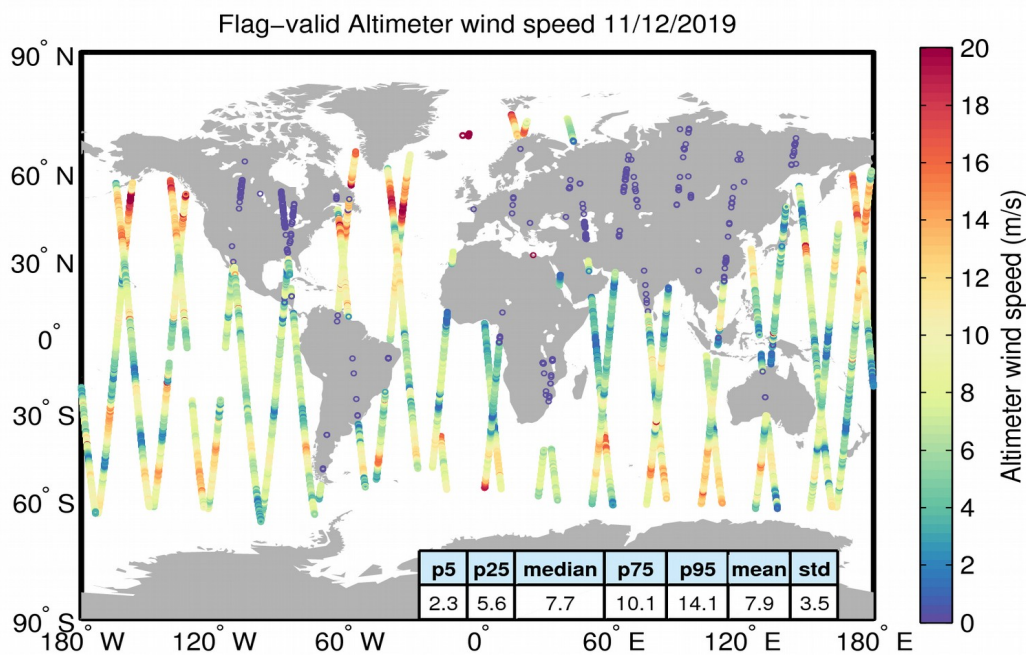 Flag−valid Altimeter wind speed 11/12/2019
90° N
60° N
30° N
0°
30° S
60° S
90° S
180° W
120° W
60° W
0°
60° E
120° E
180° E
p5 p25 median p75 p95 mean std
2.3 5.6 7.7 10.1 14.1 7.9 3.5
20
18
16
14
12
10
8
6
4
2
0
Altimeter wind speed (m/s)